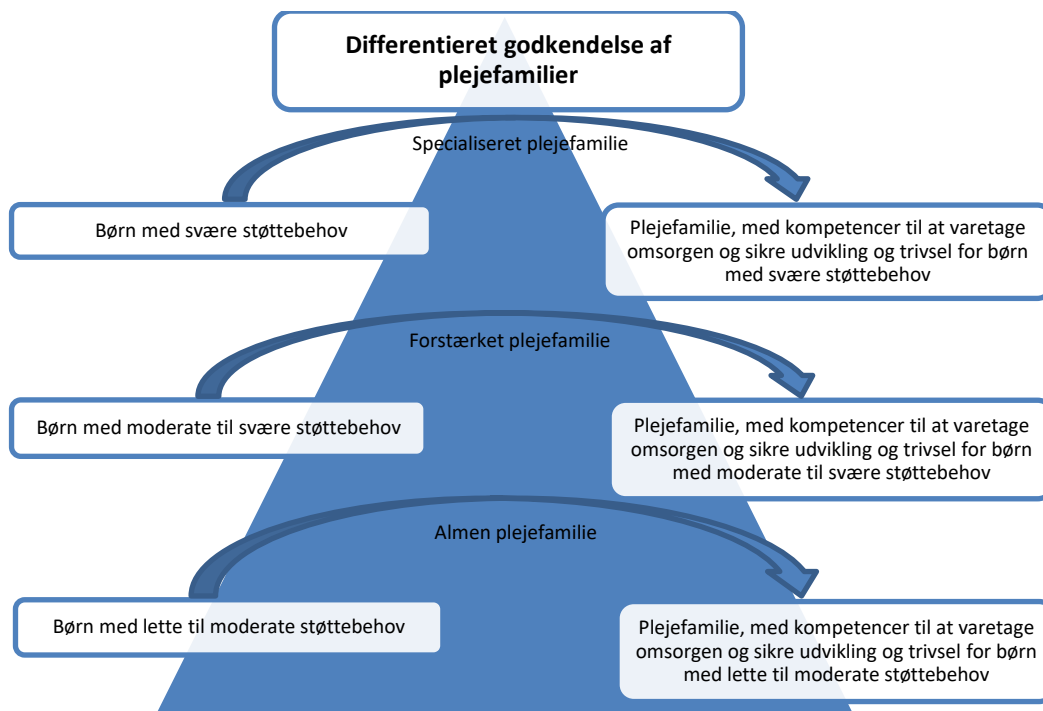 Differentieret godkendelse af
plejefamilier
Specialiseret plejefamilie
Børn med svære støttebehov
Plejefamilie, med kompetencer til at varetage
omsorgen og sikre udvikling og trivsel for børn
med svære støttebehov
Forstærket plejefamilie
Børn med moderate til svære støttebehov
Plejefamilie, med kompetencer til at varetage
omsorgen og sikre udvikling og trivsel for børn
med moderate til svære støttebehov
Almen plejefamilie
Børn med lette til moderate støttebehov
Plejefamilie, med kompetencer til at varetage
omsorgen og sikre udvikling og trivsel for børn
med lette til moderate støttebehov